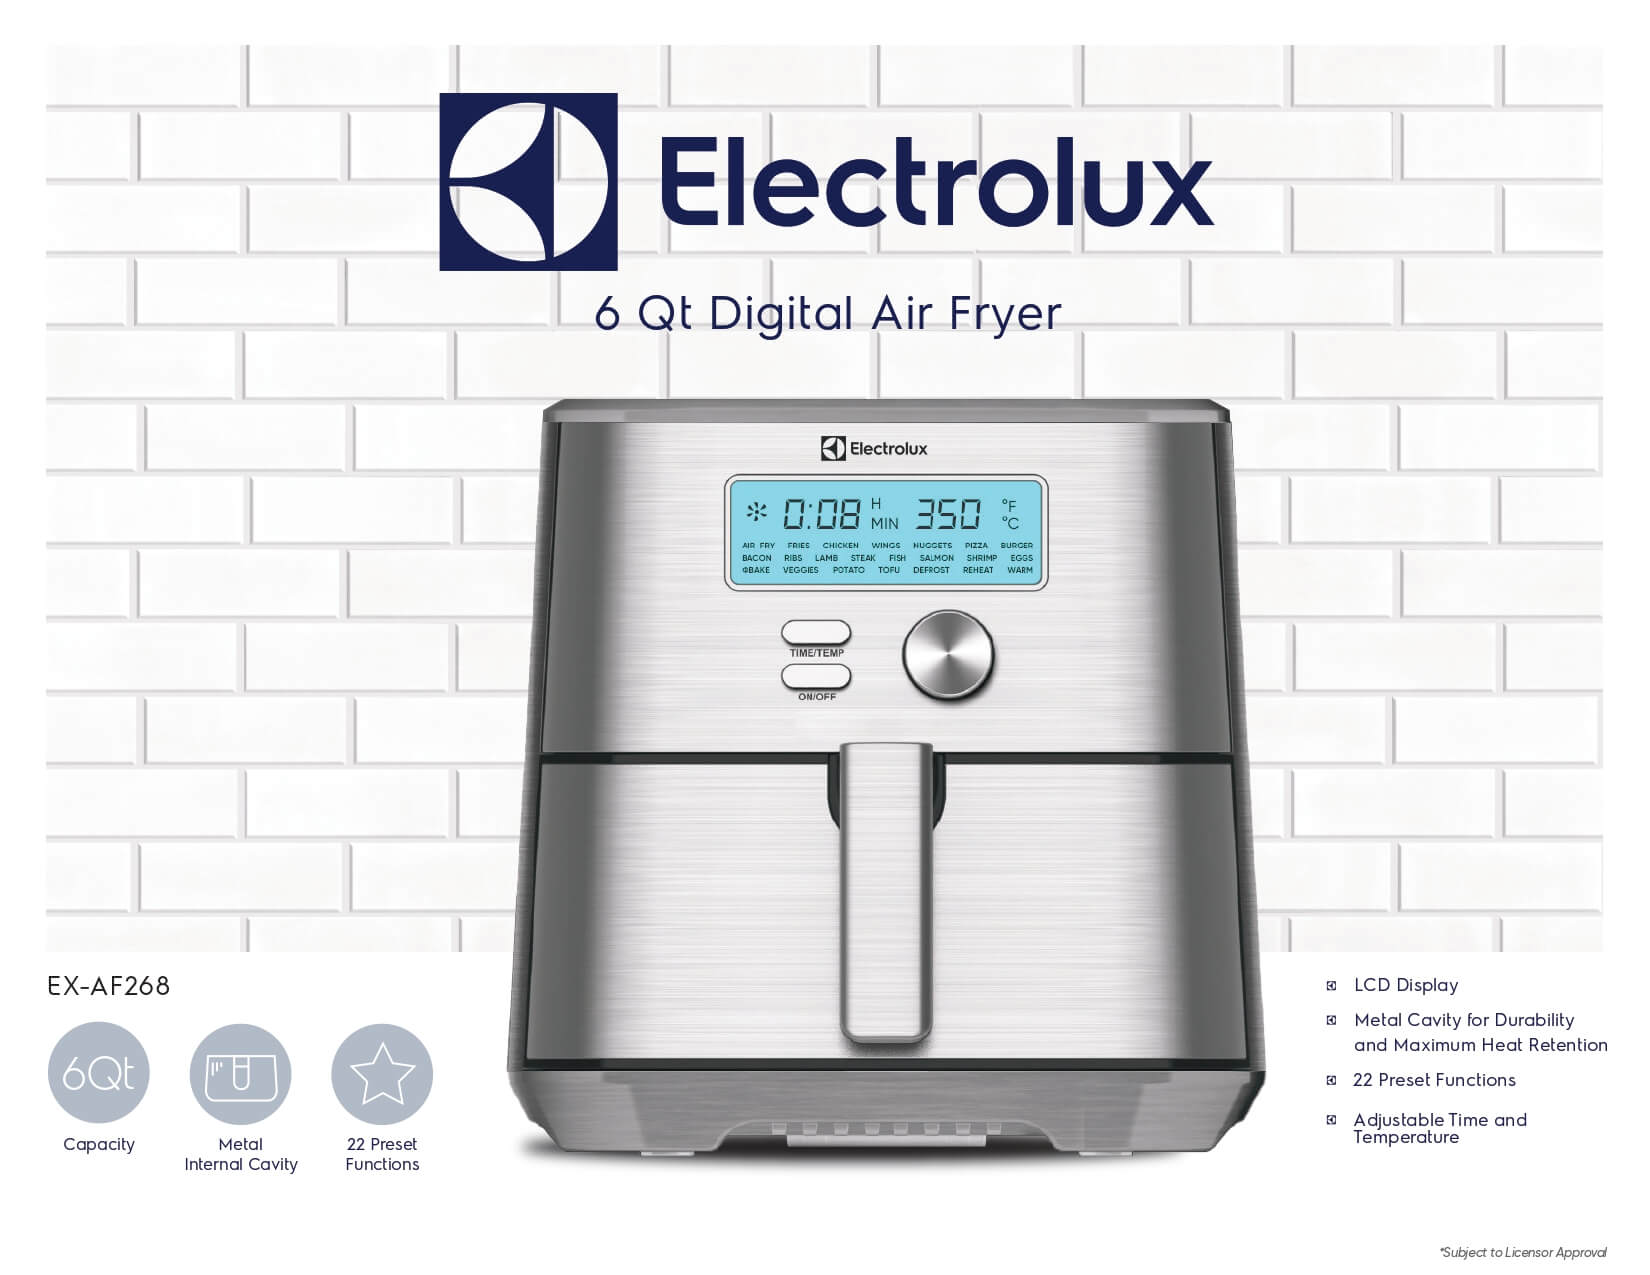 Electrolux
6 Qt Digital Air Fryer
Electrolux
0:08 H MIN 350 °F °C
AIR FRY FRIES CHICKEN WINGS NUGGETS PIZZA BURGER
BACON RIBS LAMB STEAK FISH SALMON SHRIMP EGGS
BAKE VEGGIES POTATO TOFU DEFROST REHEAT WARM
TIME/TEMP
ON/OFF
EX-AF268
6Qt
Capacity
Metal
Internal Cavity
22 Preset
Functions
LCD Display
Metal Cavity for Durability
and Maximum Heat Retention
22 Preset Functions
Adjustable Time and
Temperature
*Subject to Licensor Approval